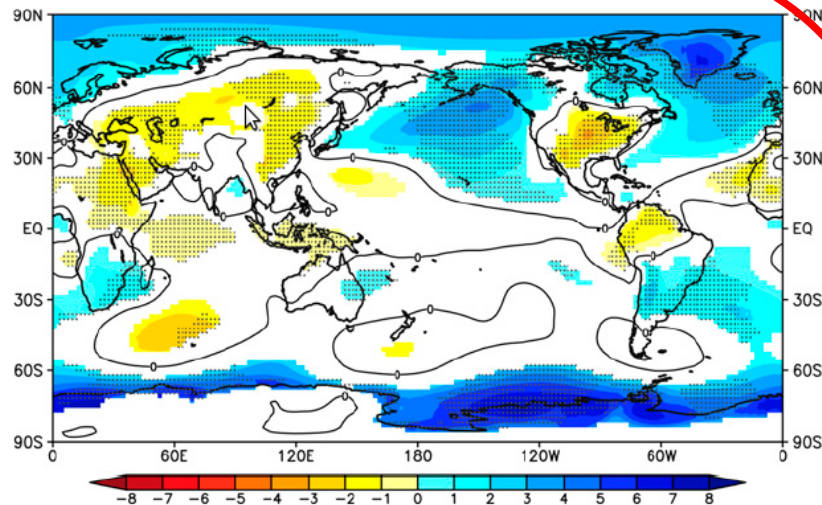 90N 90N
60N 60N
30N 30N
EQ EQ
30S 30S
60S 60S
90S 90S
0 60E 120E 180 120W 60W 0
-8 -7 -6 -5 -4 -3 -2 -1 0 1 2 3 4 5 6 7 8